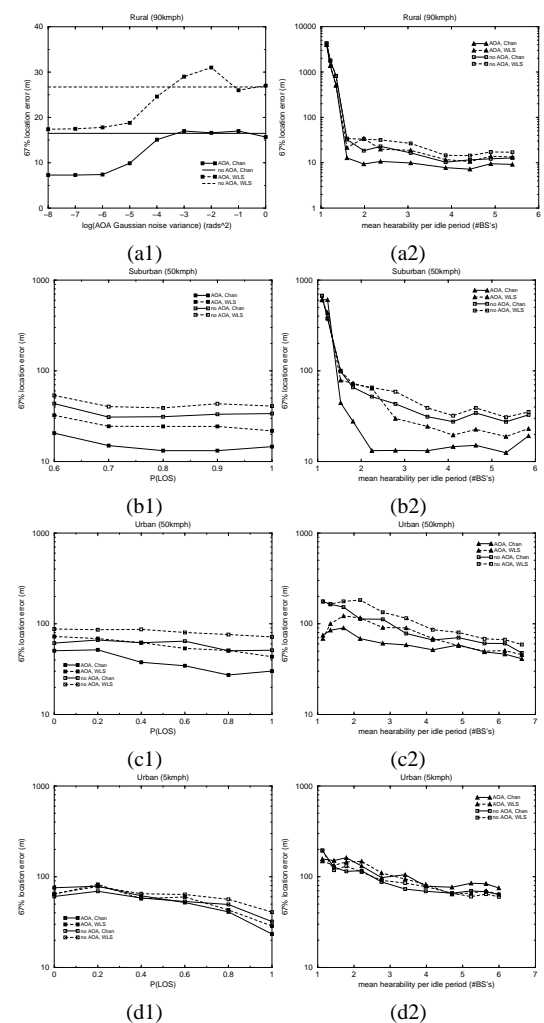 Rural (90kmph)
40
30
20
10
0
67% location error (m)
−8 −7 −6 −5 −4 −3 −2 −1 0
log(AOA Gaussian noise variance) (rads^2)
AOA, Chan
no AOA, Chan
AOA, WLS
no AOA, WLS
(a1)
Rural (90kmph)
10000
1000
100
10
1
67% location error (m)
1 2 3 4 5 6
mean hearability per idle period (#BS's)
AOA, Chan
AOA, WLS
no AOA, Chan
no AOA, WLS
(a2)
Suburban (50kmph)
1000
100
10
67% location error (m)
0.6 0.7 0.8 0.9 1
P(LOS)
AOA, Chan
AOA, WLS
no AOA, Chan
no AOA, WLS
(b1)
Suburban (50kmph)
1000
100
10
67% location error (m)
1 2 3 4 5 6
mean hearability per idle period (#BS's)
AOA, Chan
AOA, WLS
no AOA, Chan
no AOA, WLS
(b2)
Urban (50kmph)
1000
100
10
67% location error (m)
0 0.2 0.4 0.6 0.8 1
P(LOS)
AOA, Chan
AOA, WLS
no AOA, Chan
no AOA, WLS
(c1)
Urban (50kmph)
1000
100
10
67% location error (m)
1 2 3 4 5 6 7
mean hearability per idle period (#BS's)
AOA, Chan
AOA, WLS
no AOA, Chan
no AOA, WLS
(c2)
Urban (5kmph)
1000
100
10
67% location error (m)
0 0.2 0.4 0.6 0.8 1
P(LOS)
AOA, Chan
AOA, WLS
no AOA, Chan
no AOA, WLS
(d1)
Urban (5kmph)
1000
100
10
67% location error (m)
1 2 3 4 5 6 7
mean hearability per idle period (#BS's)
AOA, Chan
AOA, WLS
no AOA, Chan
no AOA, WLS
(d2)